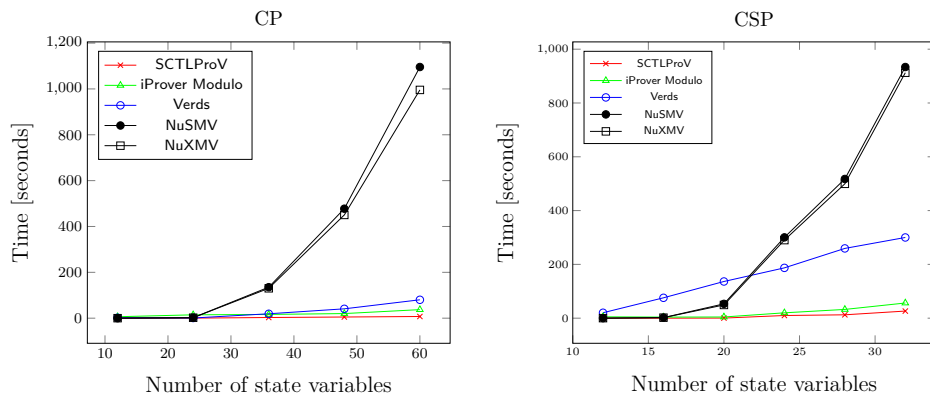 CP
1,200
1,000
800
600
400
200
0
10
20
30
40
50
60
Time [seconds]
Number of state variables
SCTLProV
iProver Modulo
Verds
NuSMV
NuXMV
CSP
1,000
800
600
400
200
0
10
15
20
25
30
Time [seconds]
Number of state variables
SCTLProV
iProver Modulo
Verds
NuSMV
NuXMV